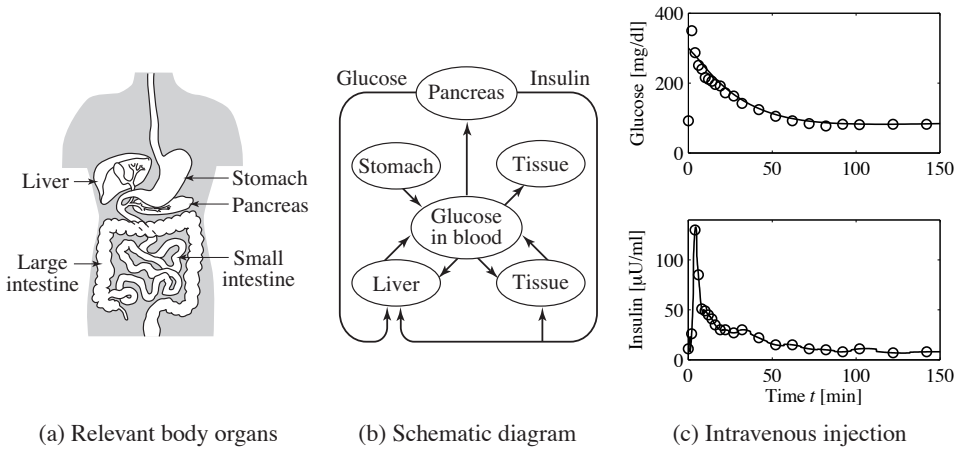 Liver
Stomach
Pancreas
Large
intestine
Small
intestine
(a) Relevant body organs
Glucose
Insulin
Pancreas
Stomach
Tissue
Glucose
in blood
Liver
Tissue
(b) Schematic diagram
400
200
0
Glucose [mg/dl]
0
50
100
150
100
50
0
Insulin [μU/ml]
0
50
100
150
Time t [min]
(c) Intravenous injection